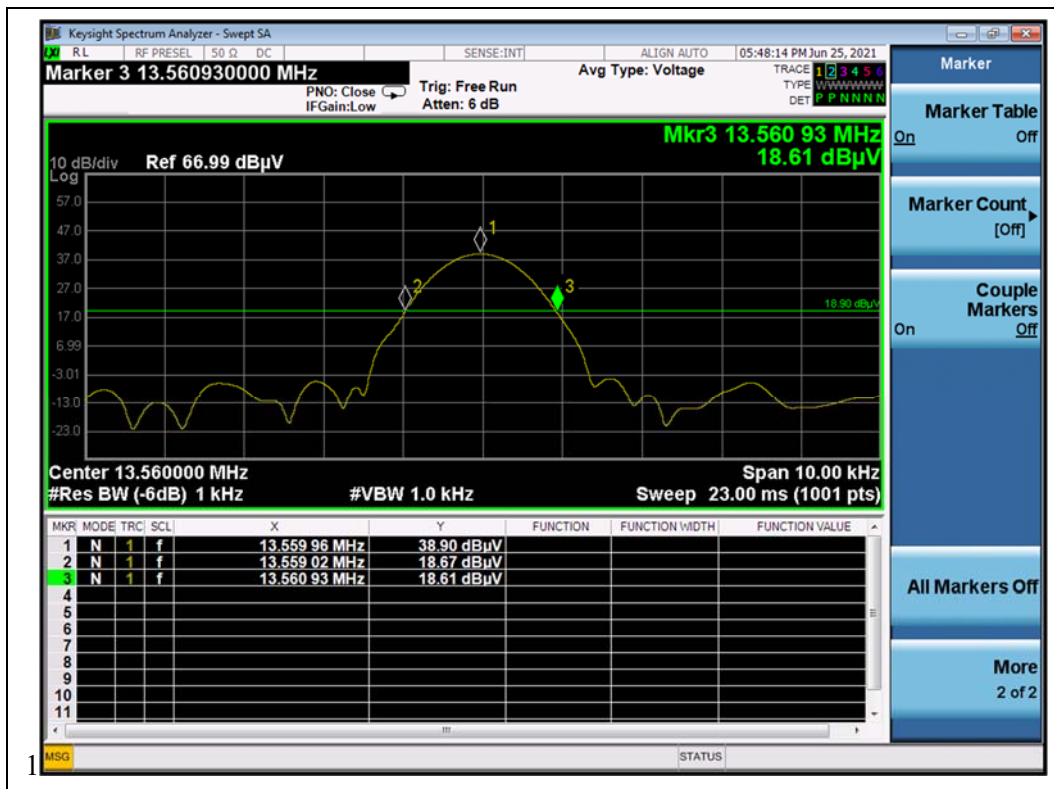 Keysight Spectrum Analyzer - Swept SA
LXI RL RF PRESEL 50 Ω DC SENSE:INT ALIGN AUTO 05:48:14 PM Jun 25, 2021
Marker 3 13.560930000 MHz
PNO: Close
IFGain:Low
Trig: Free Run
Atten: 6 dB
Avg Type: Voltage
TRACE 1 2 3 4 5 6
TYPE WWWWWW
DET P P N N N N
Mkr3 13.560 93 MHz
18.61 dBµV
10 dB/div Ref 66.99 dBµV
Log
57.0
47.0
37.0
27.0
17.0
6.99
-3.01
-13.0
-23.0
1
2
3
18.90 dBµV
Center 13.560000 MHz Span 10.00 kHz
#Res BW (-6dB) 1 kHz #VBW 1.0 kHz Sweep 23.00 ms (1001 pts)
MKR MODE TRC SCL X Y FUNCTION FUNCTION WIDTH FUNCTION VALUE
1 N 1 f 13.559 96 MHz 38.90 dBµV
2 N 1 f 13.559 02 MHz 18.67 dBµV
3 N 1 f 13.560 93 MHz 18.61 dBµV
4
5
6
7
8
9
10
11
MSG STATUS
Marker
Marker Table
On Off
Marker Count
[Off]
Couple
Markers
On Off
All Markers Off
More
2 of 2
1